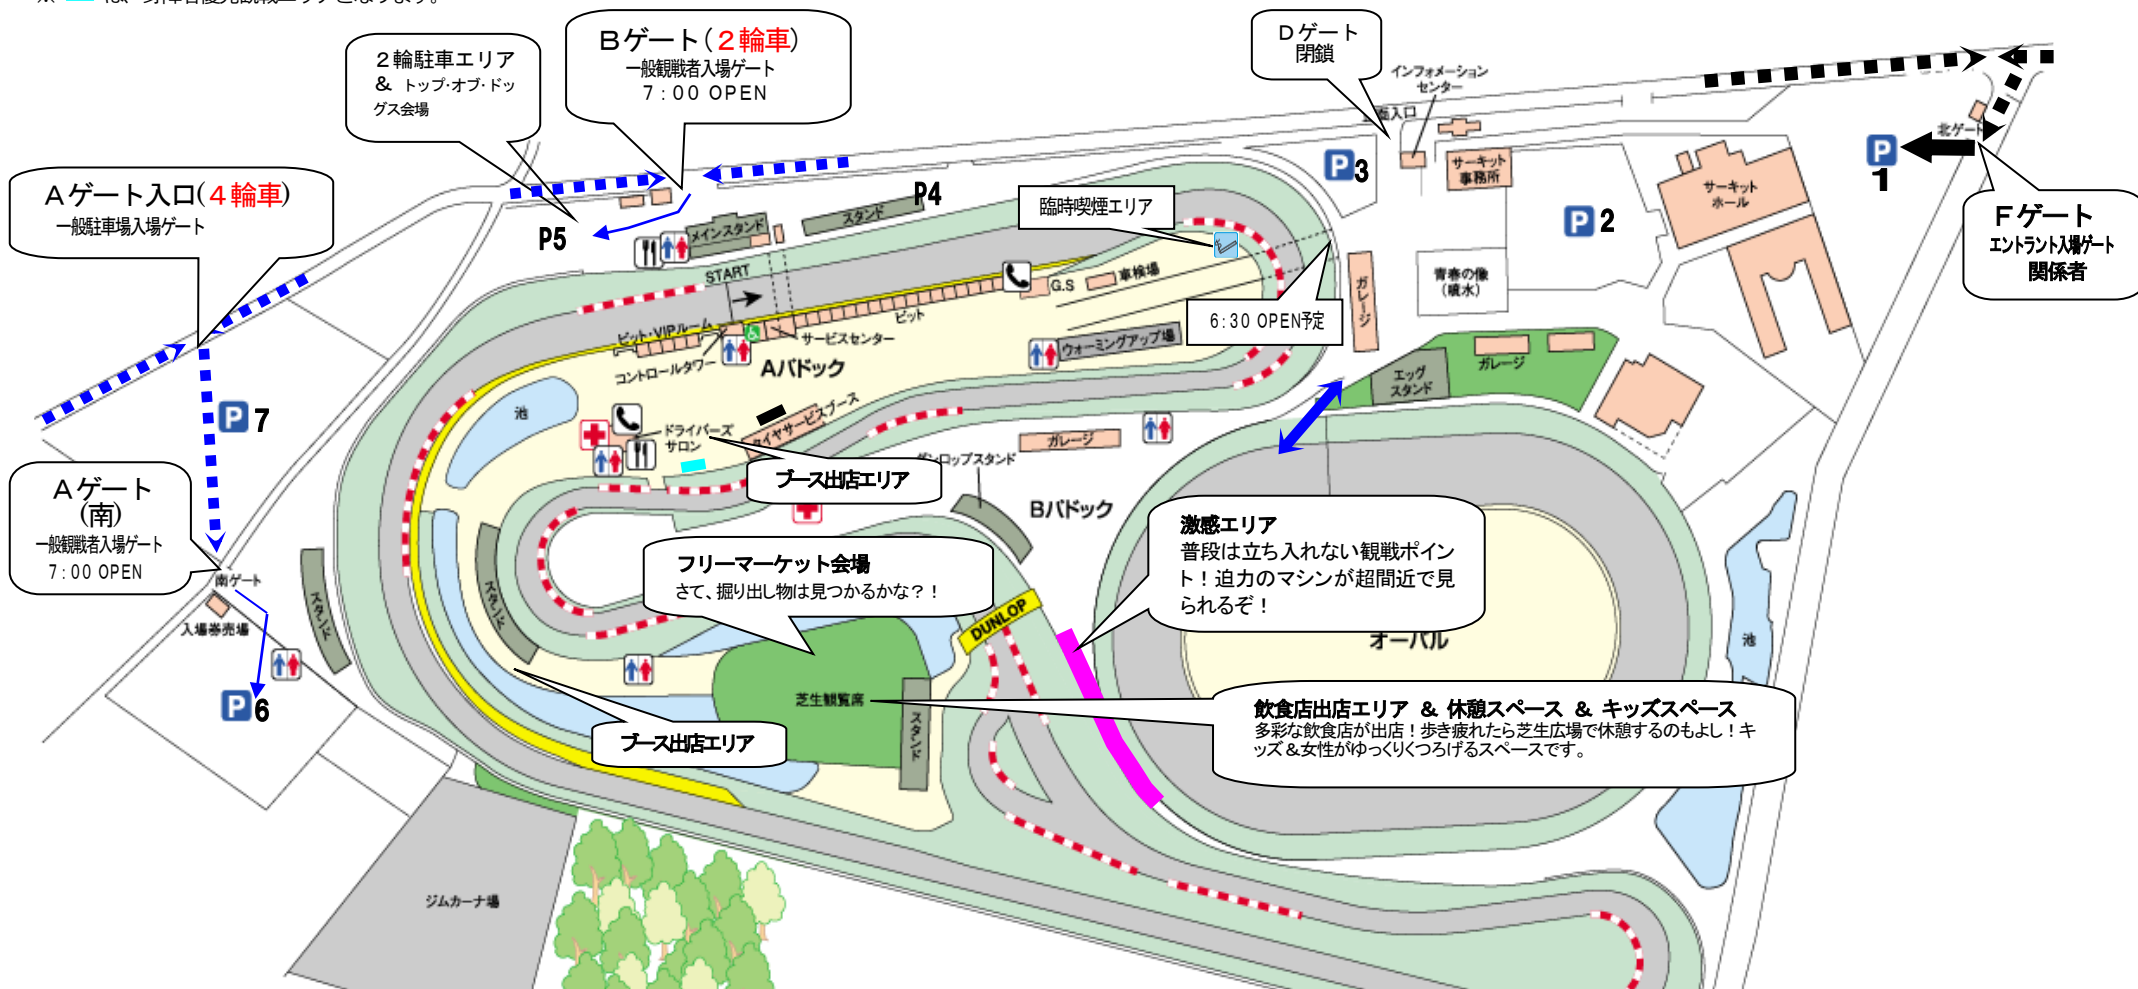 は、身障者優先観戦エリアとなります。
2輪駐車エリア
& トップ・オブ・ドッ
グス会場
Bゲート(2輪車)
一般観戦者入場ゲート
7:00 OPEN
Dゲート
閉鎖
インフォメーション
センター
北ゲート
P
1
Fゲート
エントラント入場ゲート
関係者
Aゲート入口(4輪車)
一般駐車場入場ゲート
P5
メインスタンド
スタンド
P4
臨時喫煙エリア
P3
サーキット
事務所
P2
サーキット
ホール
青春の像
(噴水)
START
ピット・VIPルーム
コントロールタワー
サービスセンター
ピット
G.S
車検場
6:30 OPEN予定
ガレージ
Aパドック
ウォーミングアップ場
エッグ
スタンド
ガレージ
P7
池
ドライバーズ
サロン
タイヤサービスブース
ブース出店エリア
ガレージ
ダンロップスタンド
Bパドック
Aゲート
(南)
一般観戦者入場ゲート
7:00 OPEN
南ゲート
入場券売場
P6
スタンド
スタンド
フリーマーケット会場
さて、掘り出し物は見つかるかな?!
DUNLOP
激感エリア
普段は立ち入れない観戦ポイン
ト!迫力のマシンが超間近で見
られるぞ!
オーバル
池
芝生観覧席
スタンド
ブース出店エリア
飲食店出店エリア & 休憩スペース & キッズスペース
多彩な飲食店が出店!歩き疲れたら芝生広場で休憩するのもよし!キ
ッズ&女性がゆっくりくつろげるスペースです。
ジムカーナ場